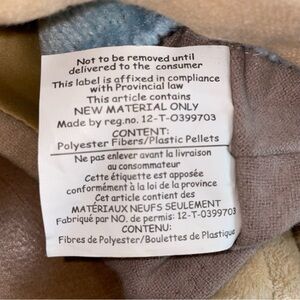 Not to be removed until
delivered to the consumer
This label is affixed in compliance
with Provincial law
This article contains
NEW MATERIAL ONLY
Made by reg.no. 12-T-0399703
CONTENT:
Polyester Fibers/Plastic Pellets
Ne pas enlever avant la livraison
au consommateur
Cette étiquette est apposée
conformément à la loi de la province
Cet article contient des
MATÉRIAUX NEUFS SEULEMENT
Fabriqué par NO. de permis: 12-T-0399703
CONTENU:
Fibres de Polyester/Boulettes de Plastique